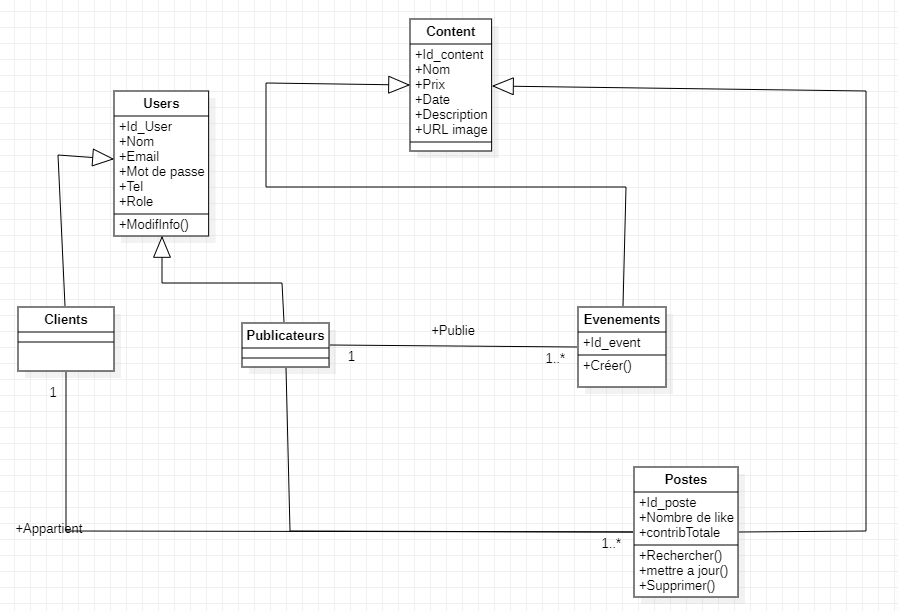 Content
+Id_content
+Nom
+Prix
+Date
+Description
+URL image
Users
+Id_User
+Nom
+Email
+Mot de passe
+Tel
+Role
+ModifInfo()
Clients
Publicateurs
+Publie
1
1..*
Evenements
+Id_event
+Créer()
1
+Appartient
1..*
Postes
+Id_poste
+Nombre de like
+contribTotale
+Rechercher()
+mettre a jour()
+Supprimer()